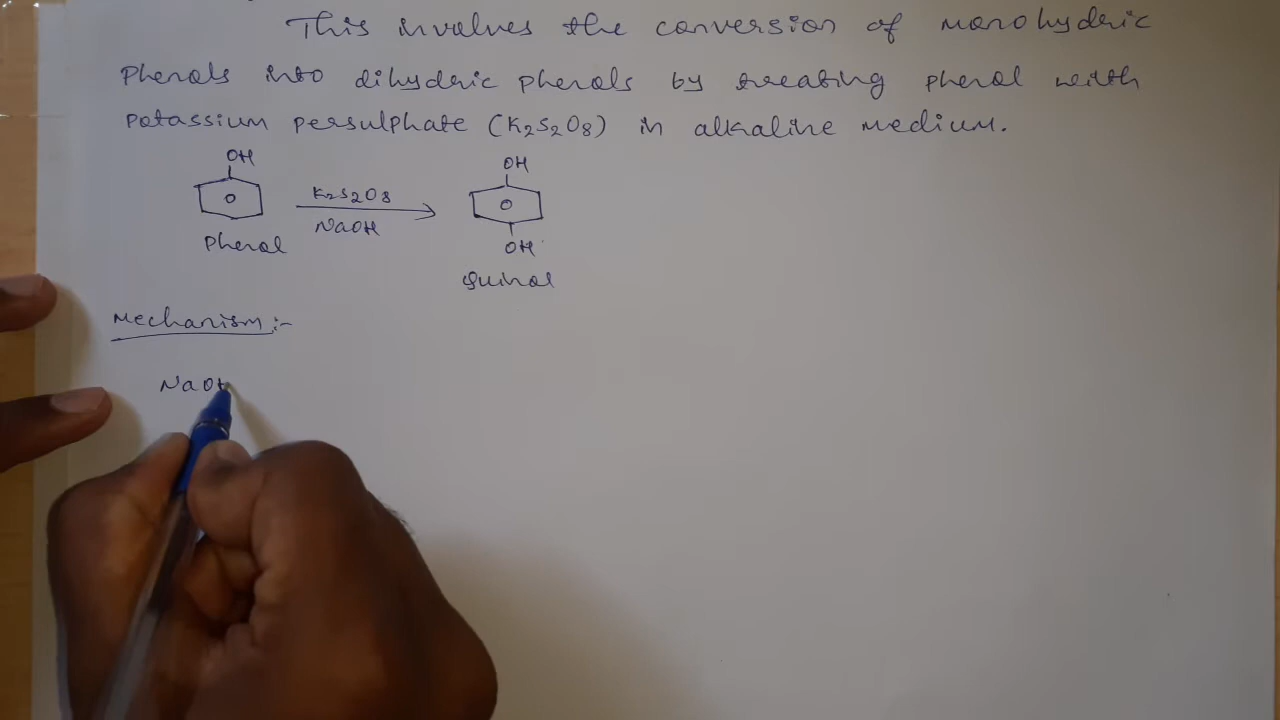 This involves the conversion of monohydric
phenols into dihydric phenols by treating phenol with
potassium persulphate (K2S2O8) in alkaline medium.
OH
OH
K2S2O8
NaOH
Phenol
OH
Quinol
Mechanism :-
NaOH